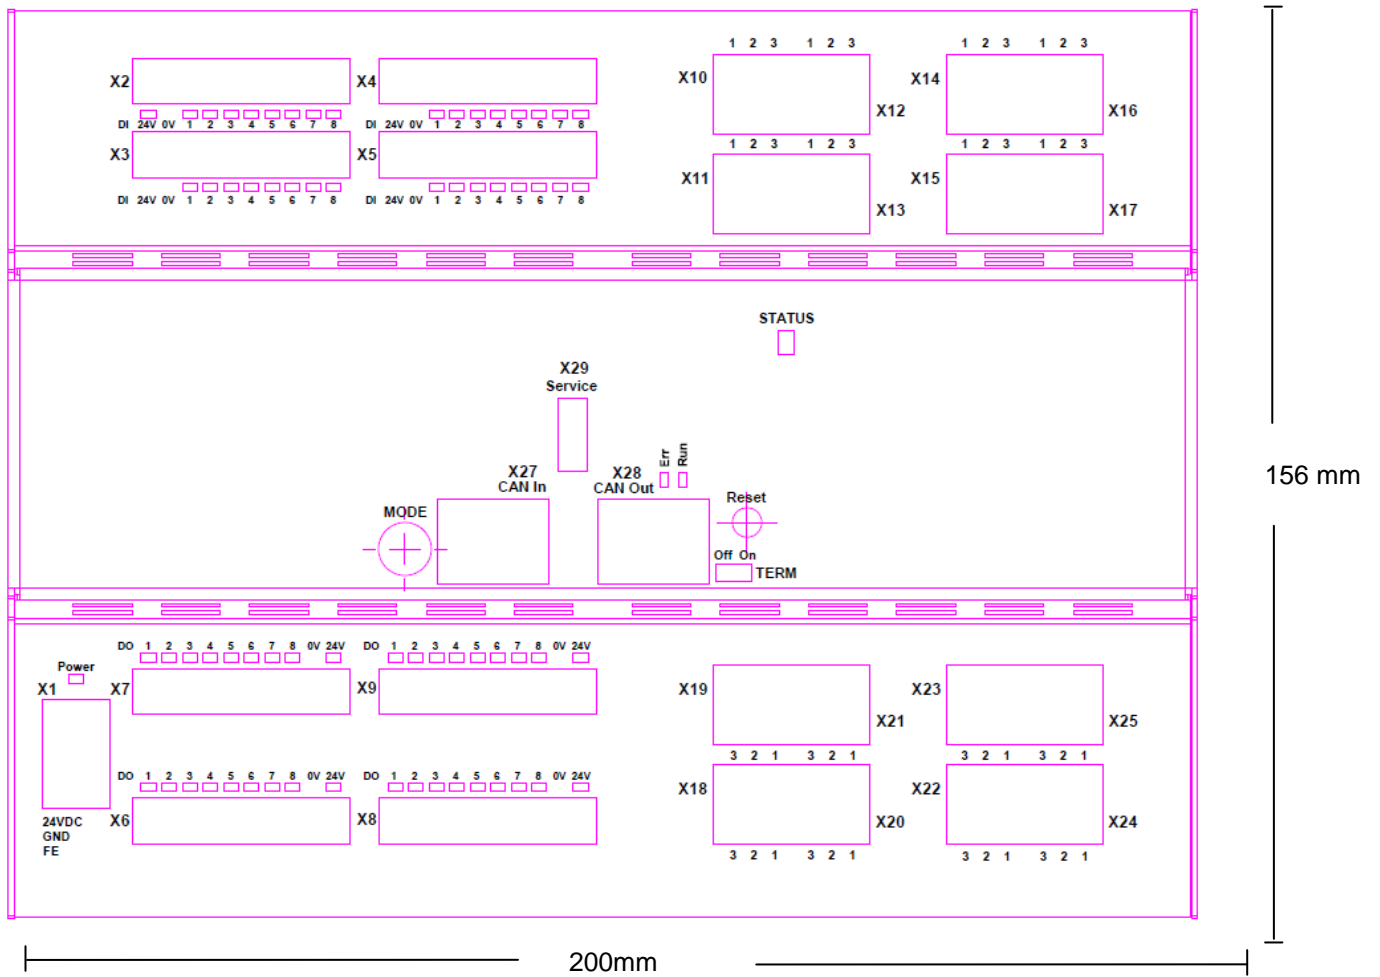 1 2 3 1 2 3 1 2 3 1 2 3
X2 X4 X10 X14
X12 X16
DI 24V 0V 1 2 3 4 5 6 7 8 DI 24V 0V 1 2 3 4 5 6 7 8
1 2 3 1 2 3 1 2 3 1 2 3
X3 X5 X11 X15
DI 24V 0V 1 2 3 4 5 6 7 8 DI 24V 0V 1 2 3 4 5 6 7 8
X13 X17
STATUS
X29
Service
Err Run
X27 X28
CAN In CAN Out
156 mm
MODE Reset
Off On
TERM
DO 1 2 3 4 5 6 7 8 0V 24V DO 1 2 3 4 5 6 7 8 0V 24V
Power
X1 X7 X9 X19 X23
X21 X25
3 2 1 3 2 1 3 2 1 3 2 1
DO 1 2 3 4 5 6 7 8 0V 24V DO 1 2 3 4 5 6 7 8 0V 24V
X18 X22
24VDC X6 X8 X20 X24
GND
FE
3 2 1 3 2 1 3 2 1 3 2 1
200mm